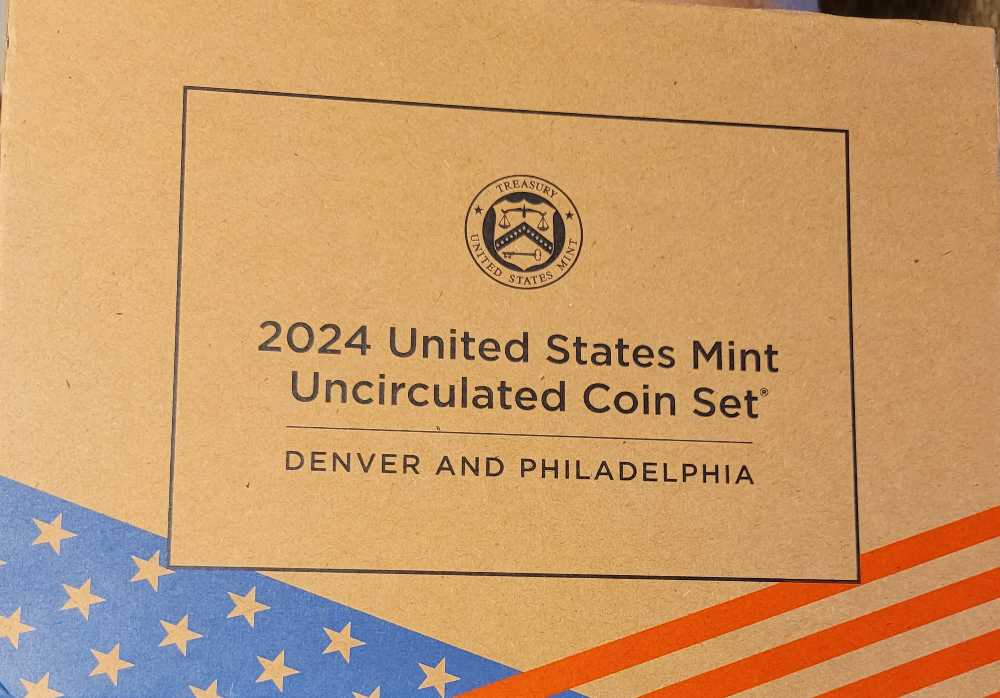 TREASURY
UNITED STATES MINT
2024 United States Mint
Uncirculated Coin Set®
DENVER AND PHILADELPHIA